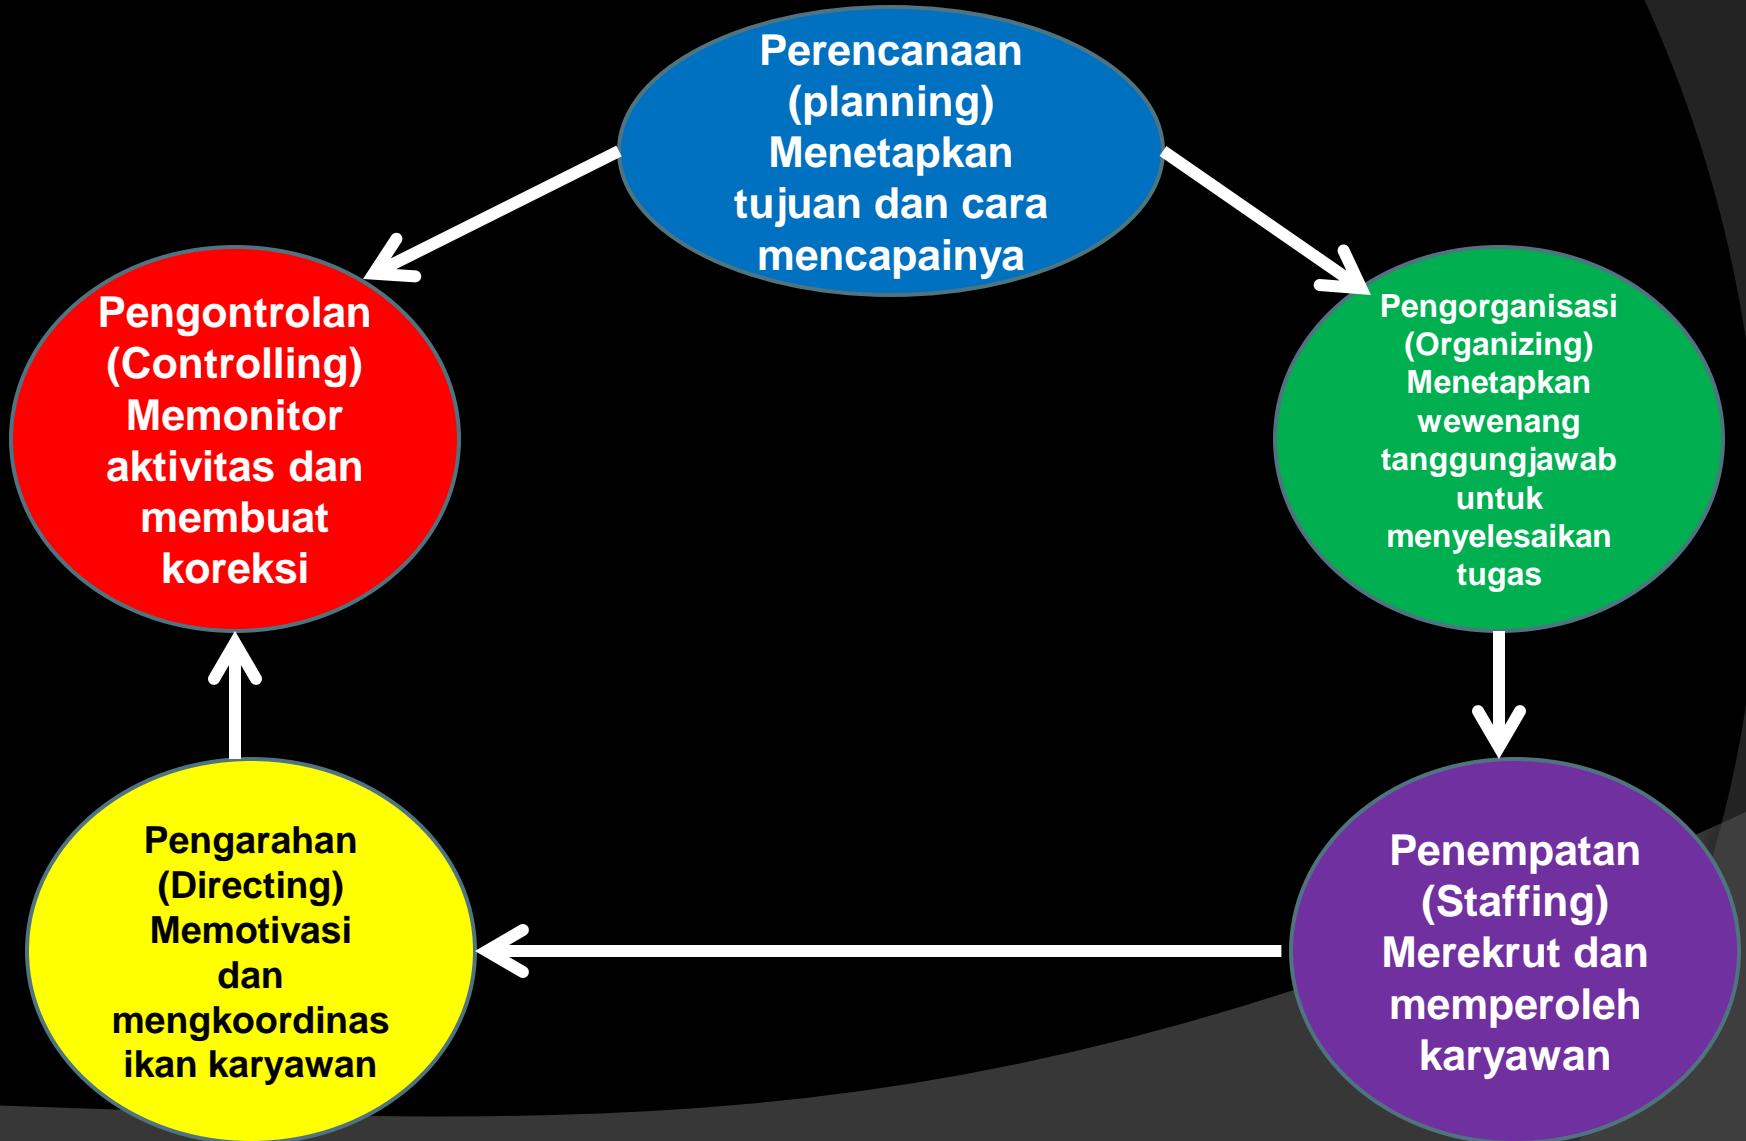 Perencanaan
(planning)
Menetapkan
tujuan dan cara
mencapainya
Pengontrolan
(Controlling)
Memonitor
aktivitas dan
membuat
koreksi
Pengorganisasi
(Organizing)
Menetapkan
wewenang
tanggungjawab
untuk
menyelesaikan
tugas
Pengarahan
(Directing)
Memotivasi
dan
mengkoordinas
ikan karyawan
Penempatan
(Staffing)
Merekrut dan
memperoleh
karyawan